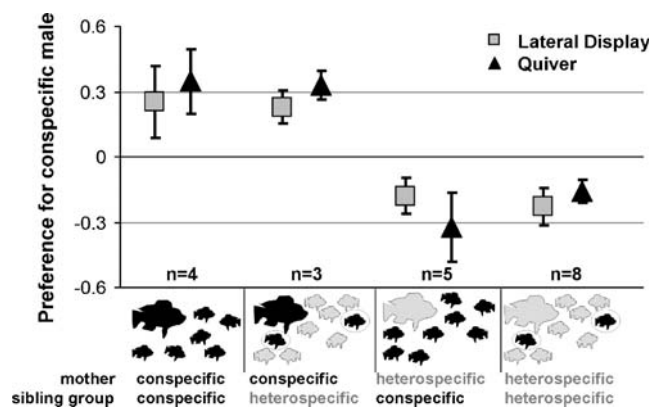 Preference for conspecific male
0.6
0.3
0
-0.3
-0.6
Lateral Display
Quiver
n=4 n=3 n=5 n=8
mother conspecific conspecific heterospecific heterospecific
sibling group conspecific heterospecific conspecific heterospecific